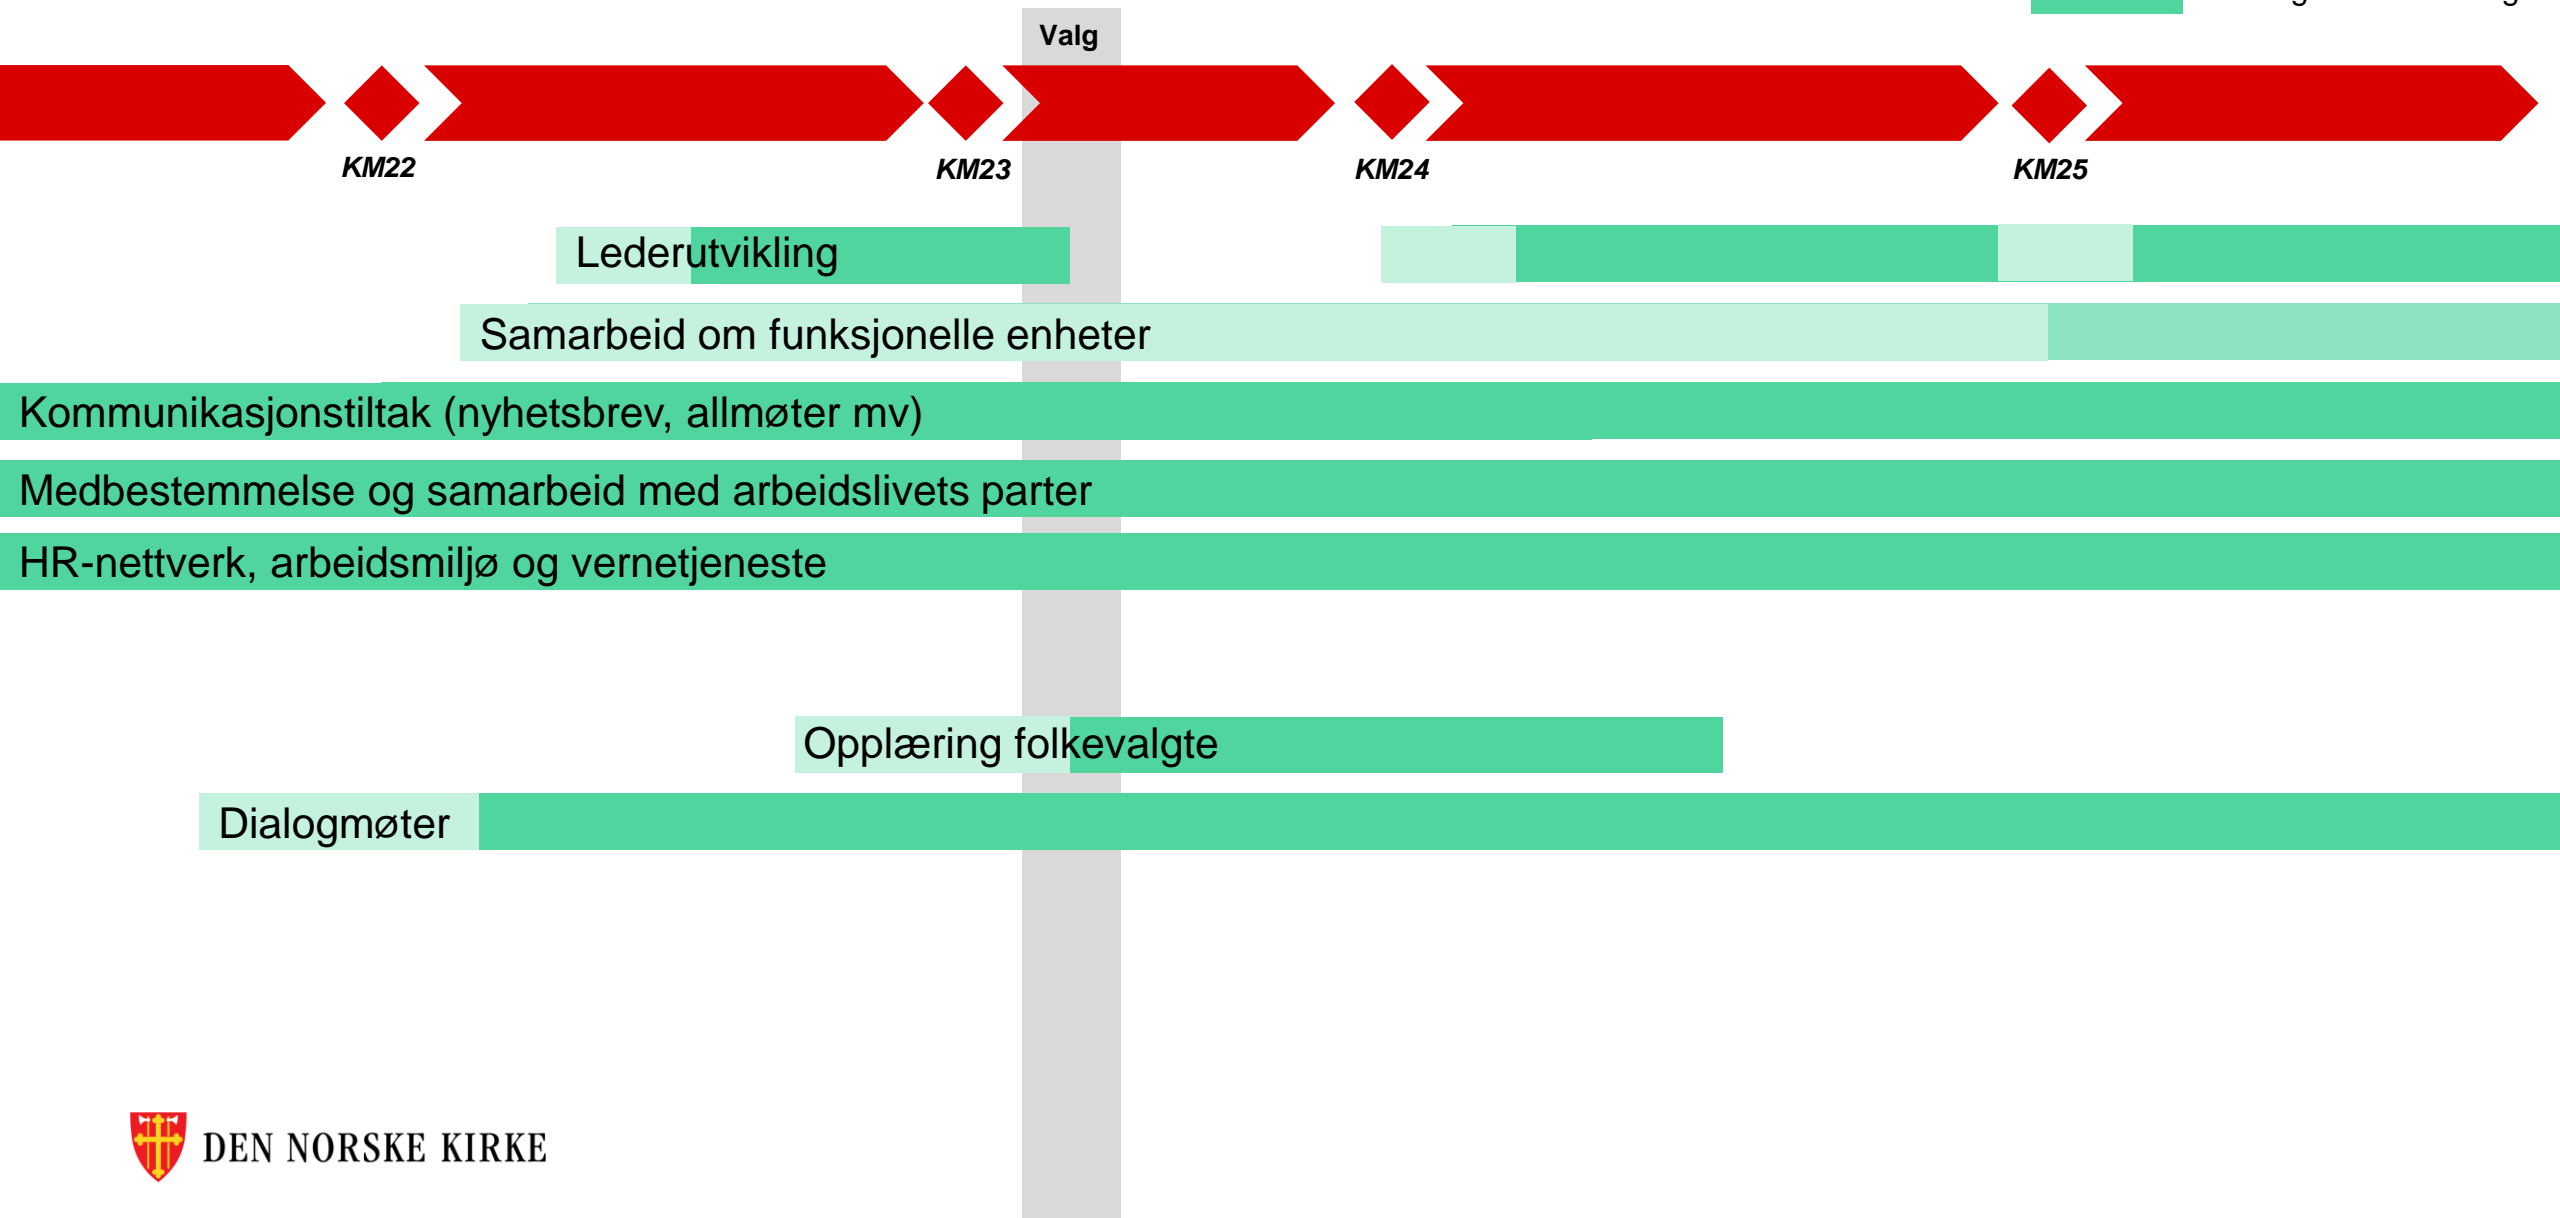 Valg
KM22
KM23
KM24
KM25
Lederutvikling
Samarbeid om funksjonelle enheter
Kommunikasjonstiltak (nyhetsbrev, allmøter mv)
Medbestemmelse og samarbeid med arbeidslivets parter
HR-nettverk, arbeidsmiljø og vernetjeneste
Opplæring folkevalgte
Dialogmøter
DEN NORSKE KIRKE